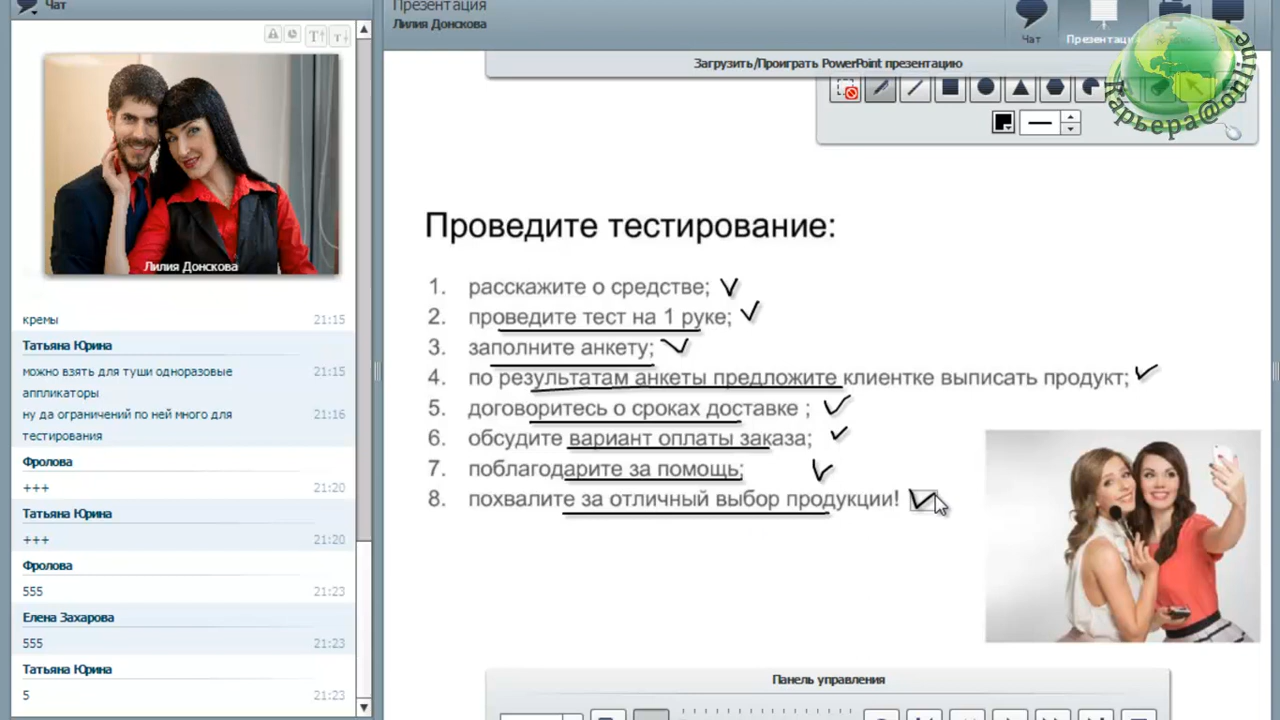 Чат
Лилия Донскова
кремы 21:15
Татьяна Юрина
можно взять для туши одноразовые 21:15
аппликаторы
ну да ограничений по ней много для 21:16
тестирования
Фролова
+++ 21:20
Татьяна Юрина
+++ 21:20
Фролова
555 21:23
Елена Захарова
555 21:23
Татьяна Юрина
5 21:23
Презентация
Лилия Донскова
Чат
Презентация
Загрузить/Проиграть PowerPoint презентацию
Карьера@online
Проведите тестирование:
1. расскажите о средстве;
2. проведите тест на 1 руке;
3. заполните анкету;
4. по результатам анкеты предложите клиентке выписать продукт;
5. договоритесь о сроках доставке ;
6. обсудите вариант оплаты заказа;
7. поблагодарите за помощь;
8. похвалите за отличный выбор продукции!
Панель управления